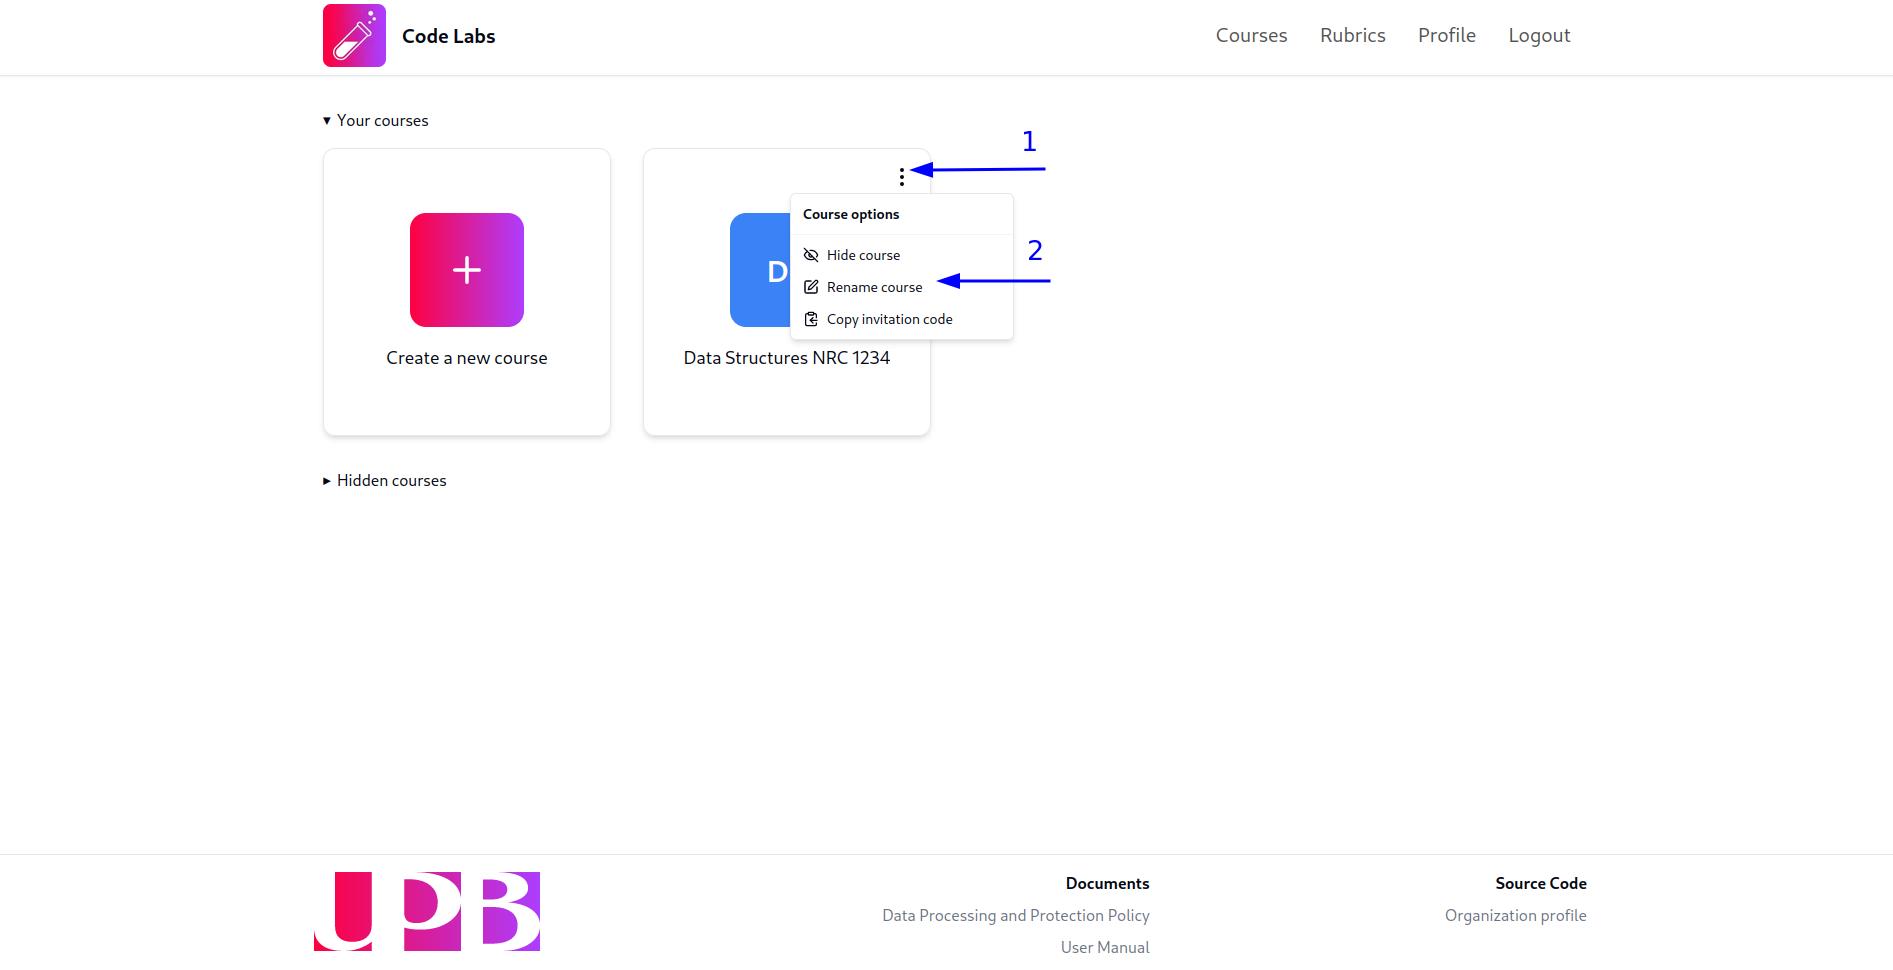 Code Labs
Courses
Rubrics
Profile
Logout
▾ Your courses
1
Course options
Hide course
2
Rename course
Copy invitation code
D
Create a new course
Data Structures NRC 1234
▸ Hidden courses
UPB
Documents
Data Processing and Protection Policy
User Manual
Source Code
Organization profile